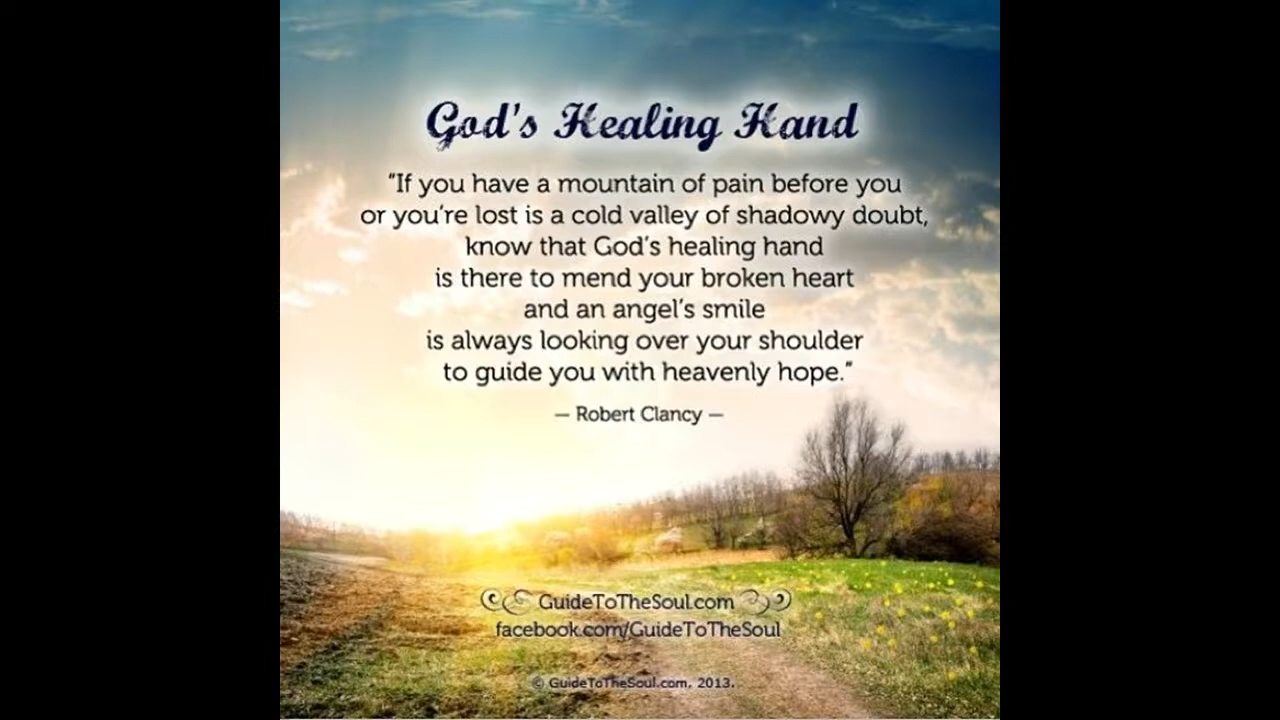 God's Healing Hand
"If you have a mountain of pain before you
or you're lost is a cold valley of shadowy doubt,
know that God's healing hand
is there to mend your broken heart
and an angel's smile
is always looking over your shoulder
to guide you with heavenly hope."
— Robert Clancy —
GuideToTheSoul.com
facebook.com/GuideToTheSoul
© GuideToTheSoul.com, 2013.